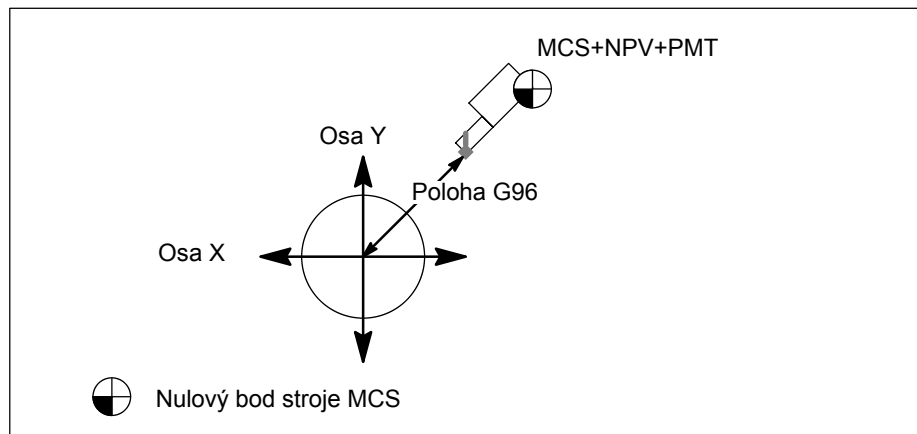 MCS+NPV+PMT
Osa Y
Poloha G96
Osa X
Nulový bod stroje MCS